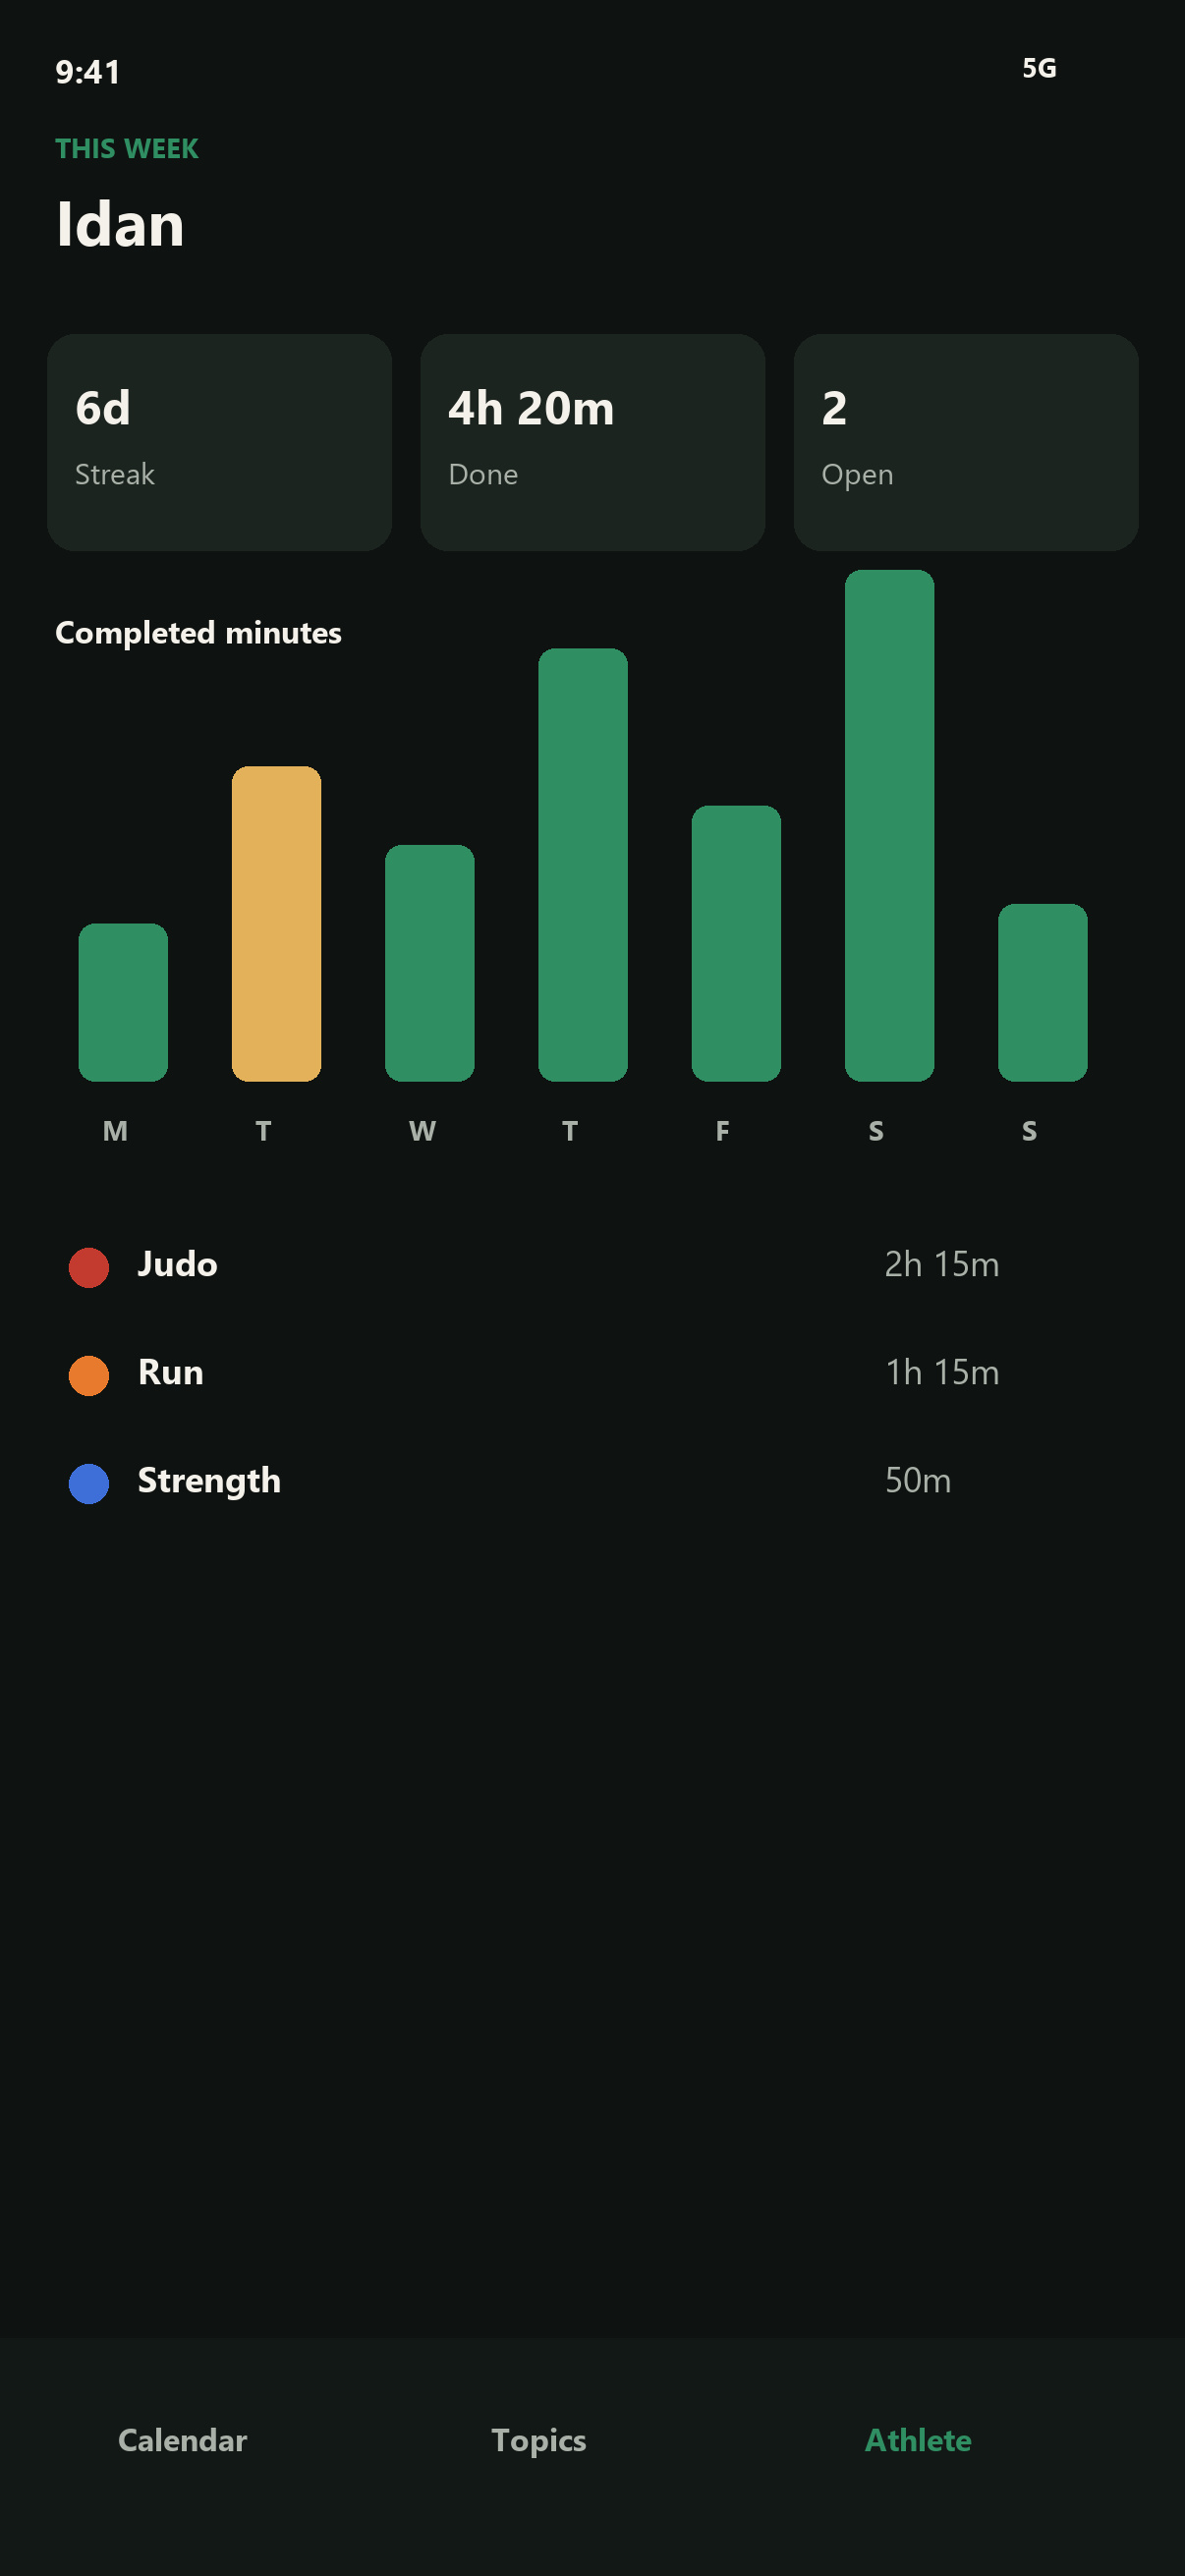 9:41 5G
THIS WEEK
Idan
6d 4h 20m 2
Streak Done Open
Completed minutes
M T W T F S S
Judo 2h 15m
Run 1h 15m
Strength 50m
Calendar Topics Athlete